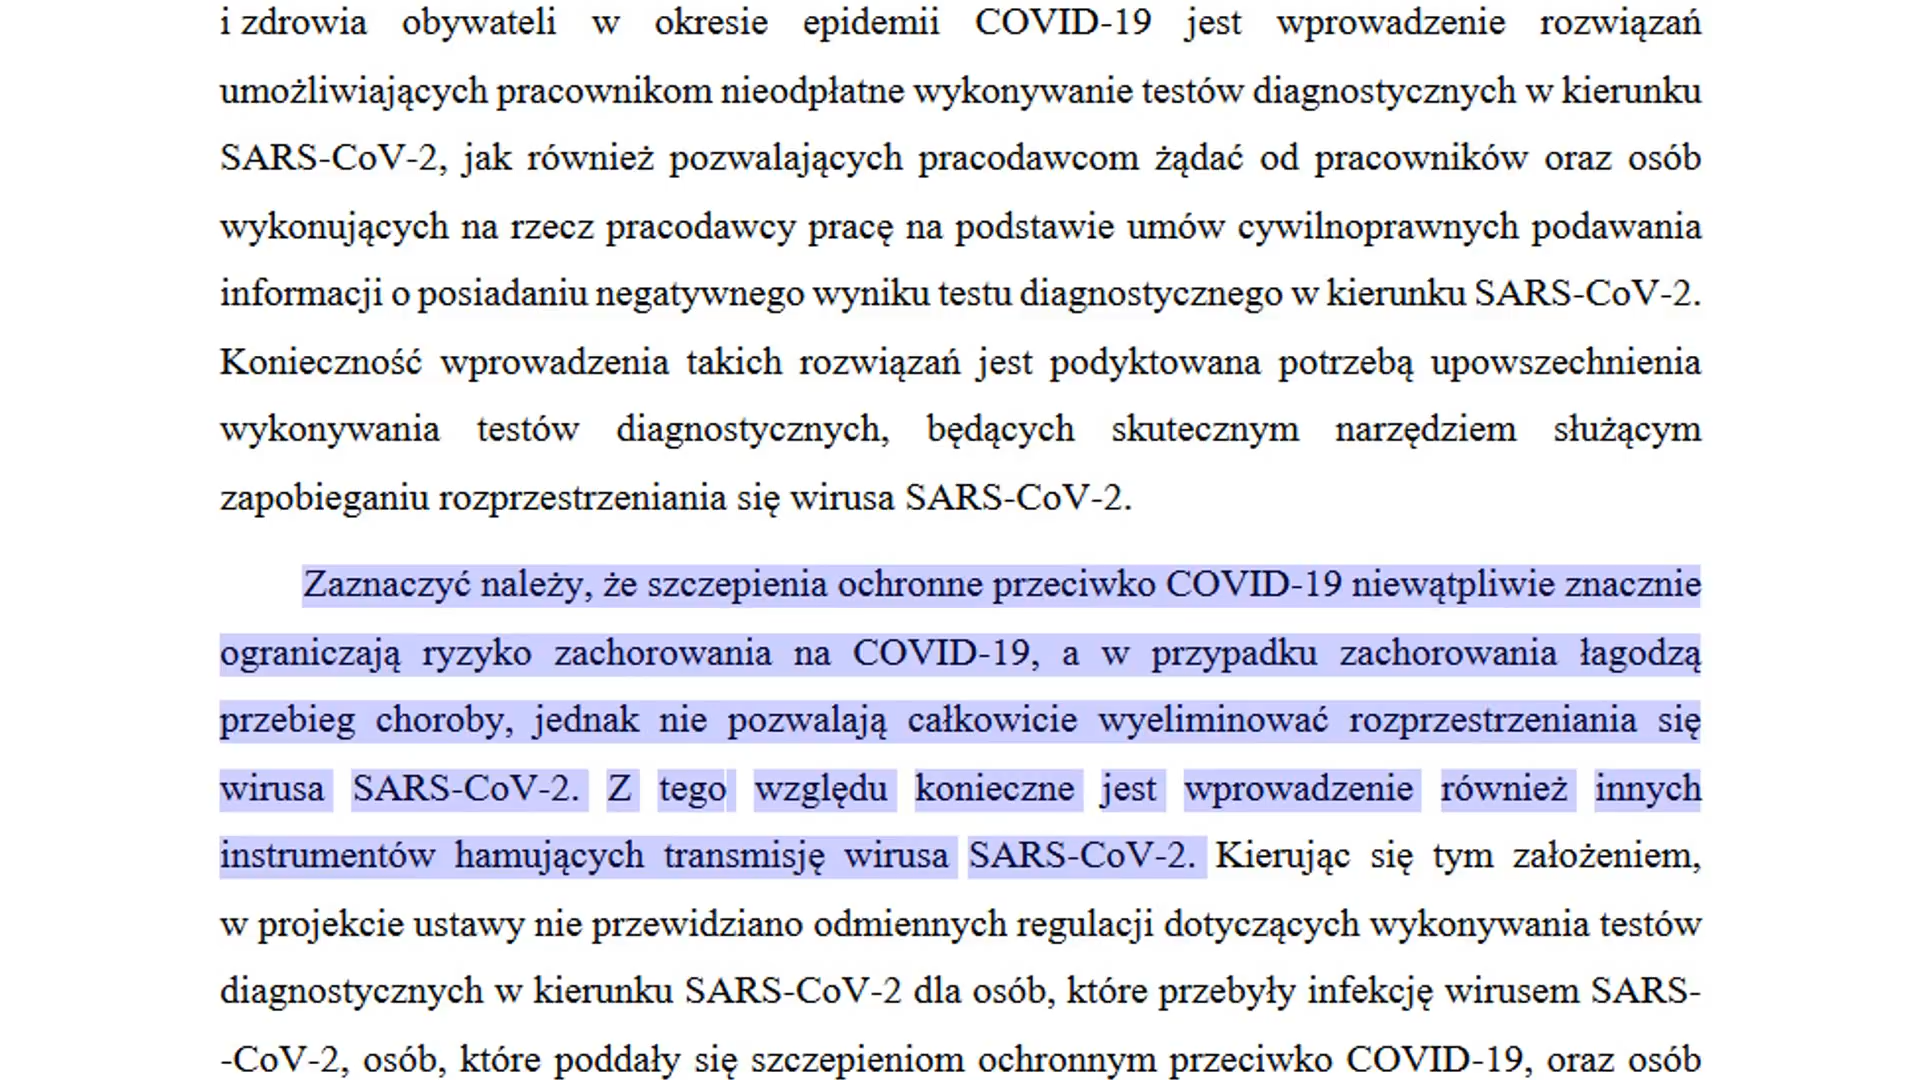 i zdrowia obywateli w okresie epidemii COVID-19 jest wprowadzenie rozwiązań
umożliwiających pracownikom nieodpłatne wykonywanie testów diagnostycznych w kierunku
SARS-CoV-2, jak również pozwalających pracodawcom żądać od pracowników oraz osób
wykonujących na rzecz pracodawcy pracę na podstawie umów cywilnoprawnych podawania
informacji o posiadaniu negatywnego wyniku testu diagnostycznego w kierunku SARS-CoV-2.
Konieczność wprowadzenia takich rozwiązań jest podyktowana potrzebą upowszechnienia
wykonywania testów diagnostycznych, będących skutecznym narzędziem służącym
zapobieganiu rozprzestrzeniania się wirusa SARS-CoV-2.
Zaznaczyć należy, że szczepienia ochronne przeciwko COVID-19 niewątpliwie znacznie
ograniczają ryzyko zachorowania na COVID-19, a w przypadku zachorowania łagodzą
przebieg choroby, jednak nie pozwalają całkowicie wyeliminować rozprzestrzeniania się
wirusa SARS-CoV-2. Z tego względu konieczne jest wprowadzenie również innych
instrumentów hamujących transmisję wirusa SARS-CoV-2. Kierując się tym założeniem,
w projekcie ustawy nie przewidziano odmiennych regulacji dotyczących wykonywania testów
diagnostycznych w kierunku SARS-CoV-2 dla osób, które przebyły infekcję wirusem SARS-
-CoV-2, osób, które poddały się szczepieniom ochronnym przeciwko COVID-19, oraz osób